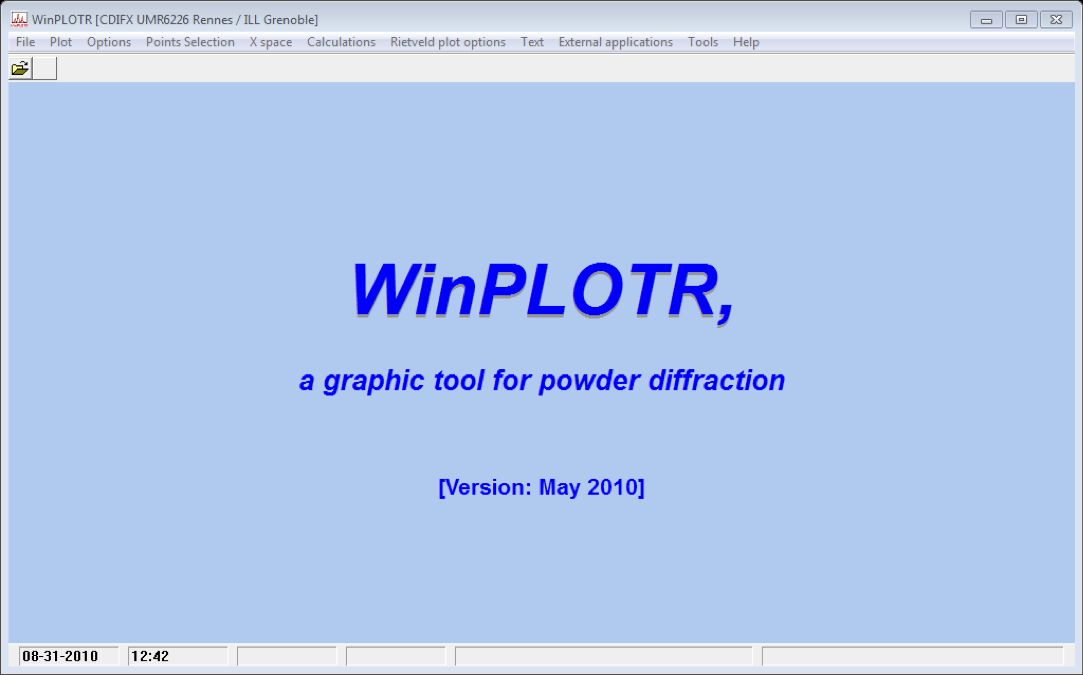 WinPLOTR [CDIFX UMR6226 Rennes / ILL Grenoble]
File Plot Options Points Selection X space Calculations Rietveld plot options Text External applications Tools Help
WinPLOTR,
a graphic tool for powder diffraction
[Version: May 2010]
08-31-2010 12:42